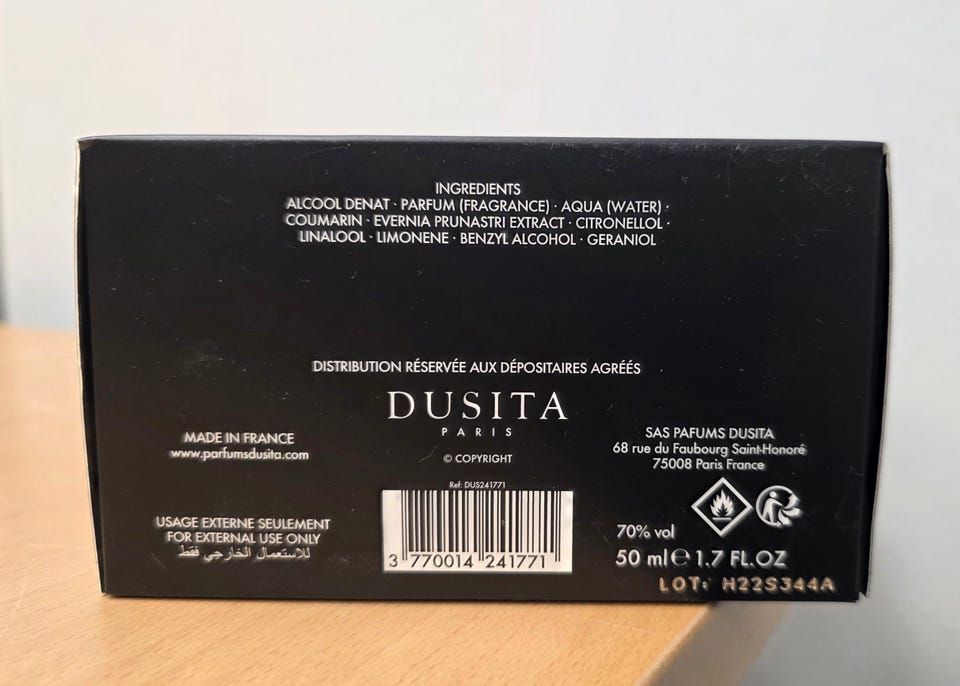 INGREDIENTS
ALCOOL DENAT · PARFUM (FRAGRANCE) · AQUA (WATER) ·
COUMARIN · EVERNIA PRUNASTRI EXTRACT · CITRONELLOL ·
LINALOOL · LIMONENE · BENZYL ALCOHOL · GERANIOL
DISTRIBUTION RÉSERVÉE AUX DÉPOSITAIRES AGRÉÉS
DUSITA
PARIS
© COPYRIGHT
MADE IN FRANCE
www.parfumsdusita.com
SAS PAFUMS DUSITA
68 rue du Faubourg Saint-Honoré
75008 Paris France
Ref: DUS241771
3 770014 241771
USAGE EXTERNE SEULEMENT
FOR EXTERNAL USE ONLY
للاستعمال الخارجي فقط
70% vol
50 ml ℮ 1.7 FL.OZ
LOT: H22S344A